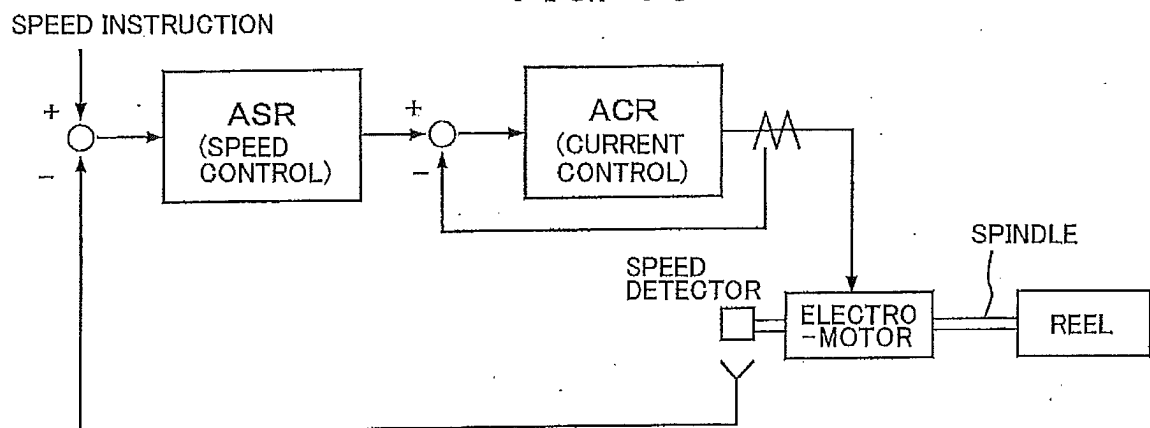 SPEED INSTRUCTION
+
-
ASR
(SPEED
CONTROL)
+
-
ACR
(CURRENT
CONTROL)
SPEED
DETECTOR
ELECTRO
-MOTOR
SPINDLE
REEL